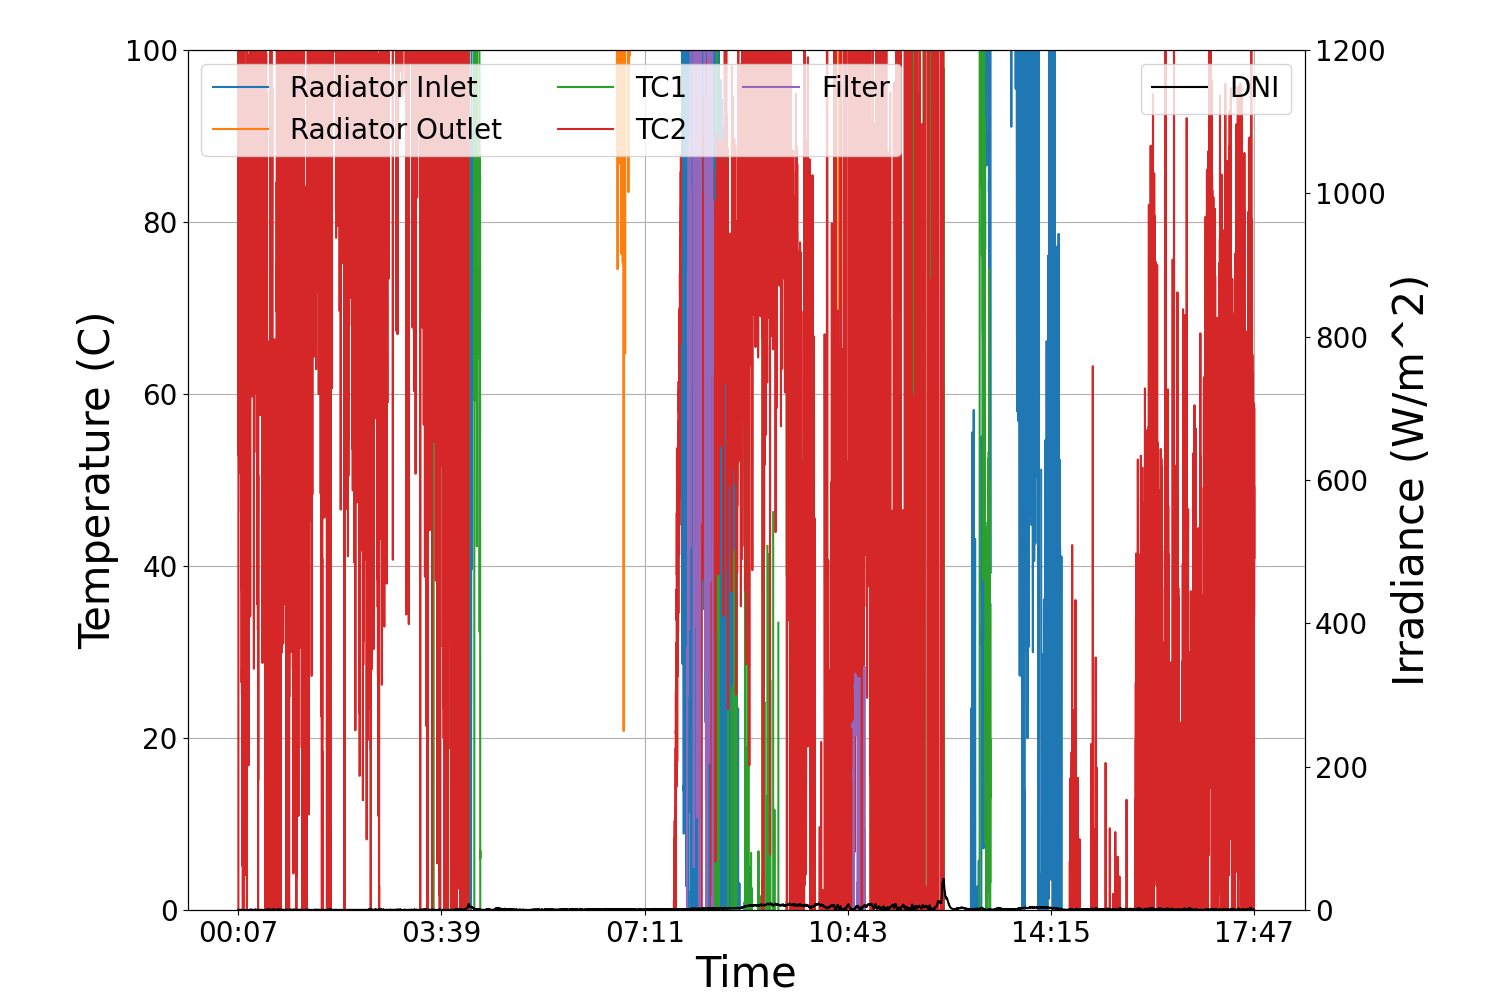 100
80
60
40
20
0
Temperature (C)
Radiator Inlet
Radiator Outlet
TC1
TC2
Filter
DNI
1200
1000
800
600
400
200
0
Irradiance (W/m^2)
00:07 03:39 07:11 10:43 14:15 17:47
Time